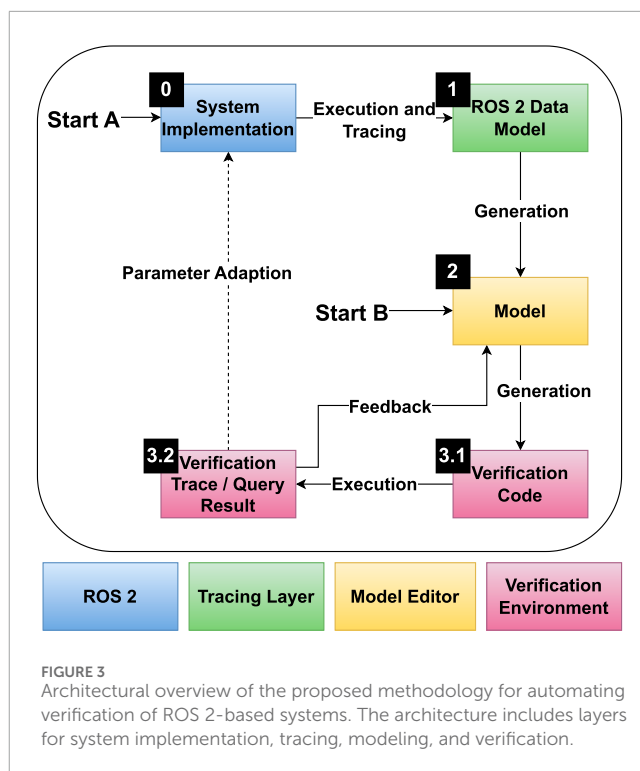 0
System
Implementation
Start A
Execution and
Tracing
1
ROS 2 Data
Model
Generation
Parameter Adaption
2
Model
Start B
Generation
Feedback
3.2
Verification
Trace / Query
Result
Execution
3.1
Verification
Code
ROS 2
Tracing Layer
Model Editor
Verification
Environment
FIGURE 3
Architectural overview of the proposed methodology for automating
verification of ROS 2-based systems. The architecture includes layers
for system implementation, tracing, modeling, and verification.